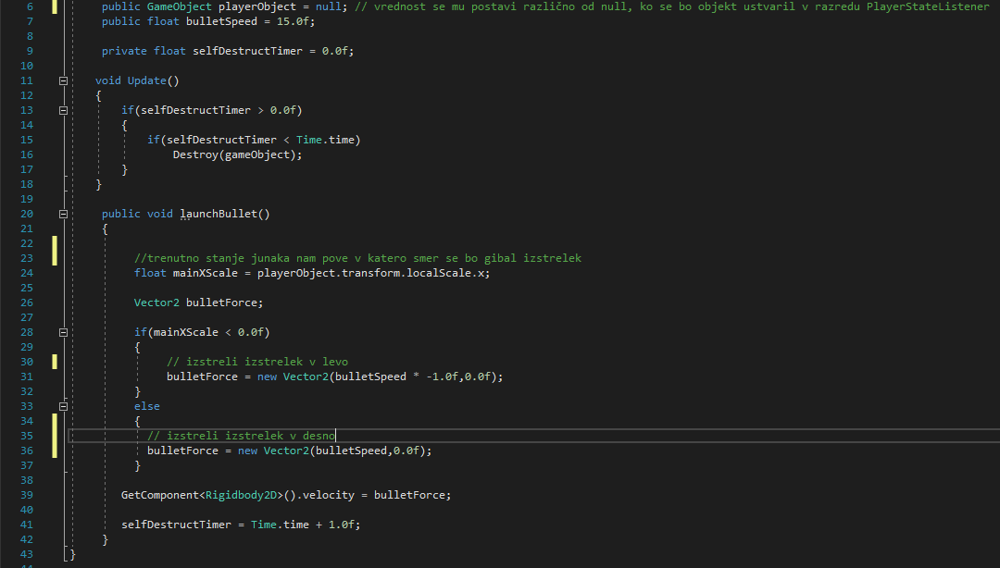 6 public GameObject playerObject = null; // vrednost se mu postavi različno od null, ko se bo objekt ustvaril v razredu PlayerStateListener
7 public float bulletSpeed = 15.0f;
8
9 private float selfDestructTimer = 0.0f;
10
11 void Update()
12 {
13 if(selfDestructTimer > 0.0f)
14 {
15 if(selfDestructTimer < Time.time)
16 Destroy(gameObject);
17 }
18 }
19
20 public void launchBullet()
21 {
22
23 //trenutno stanje junaka nam pove v katero smer se bo gibal izstrelek
24 float mainXScale = playerObject.transform.localScale.x;
25
26 Vector2 bulletForce;
27
28 if(mainXScale < 0.0f)
29 {
30 // izstreli izstrelek v levo
31 bulletForce = new Vector2(bulletSpeed * -1.0f,0.0f);
32 }
33 else
34 {
35 // izstreli izstrelek v desno
36 bulletForce = new Vector2(bulletSpeed,0.0f);
37 }
38
39 GetComponent<Rigidbody2D>().velocity = bulletForce;
40
41 selfDestructTimer = Time.time + 1.0f;
42 }
43 }